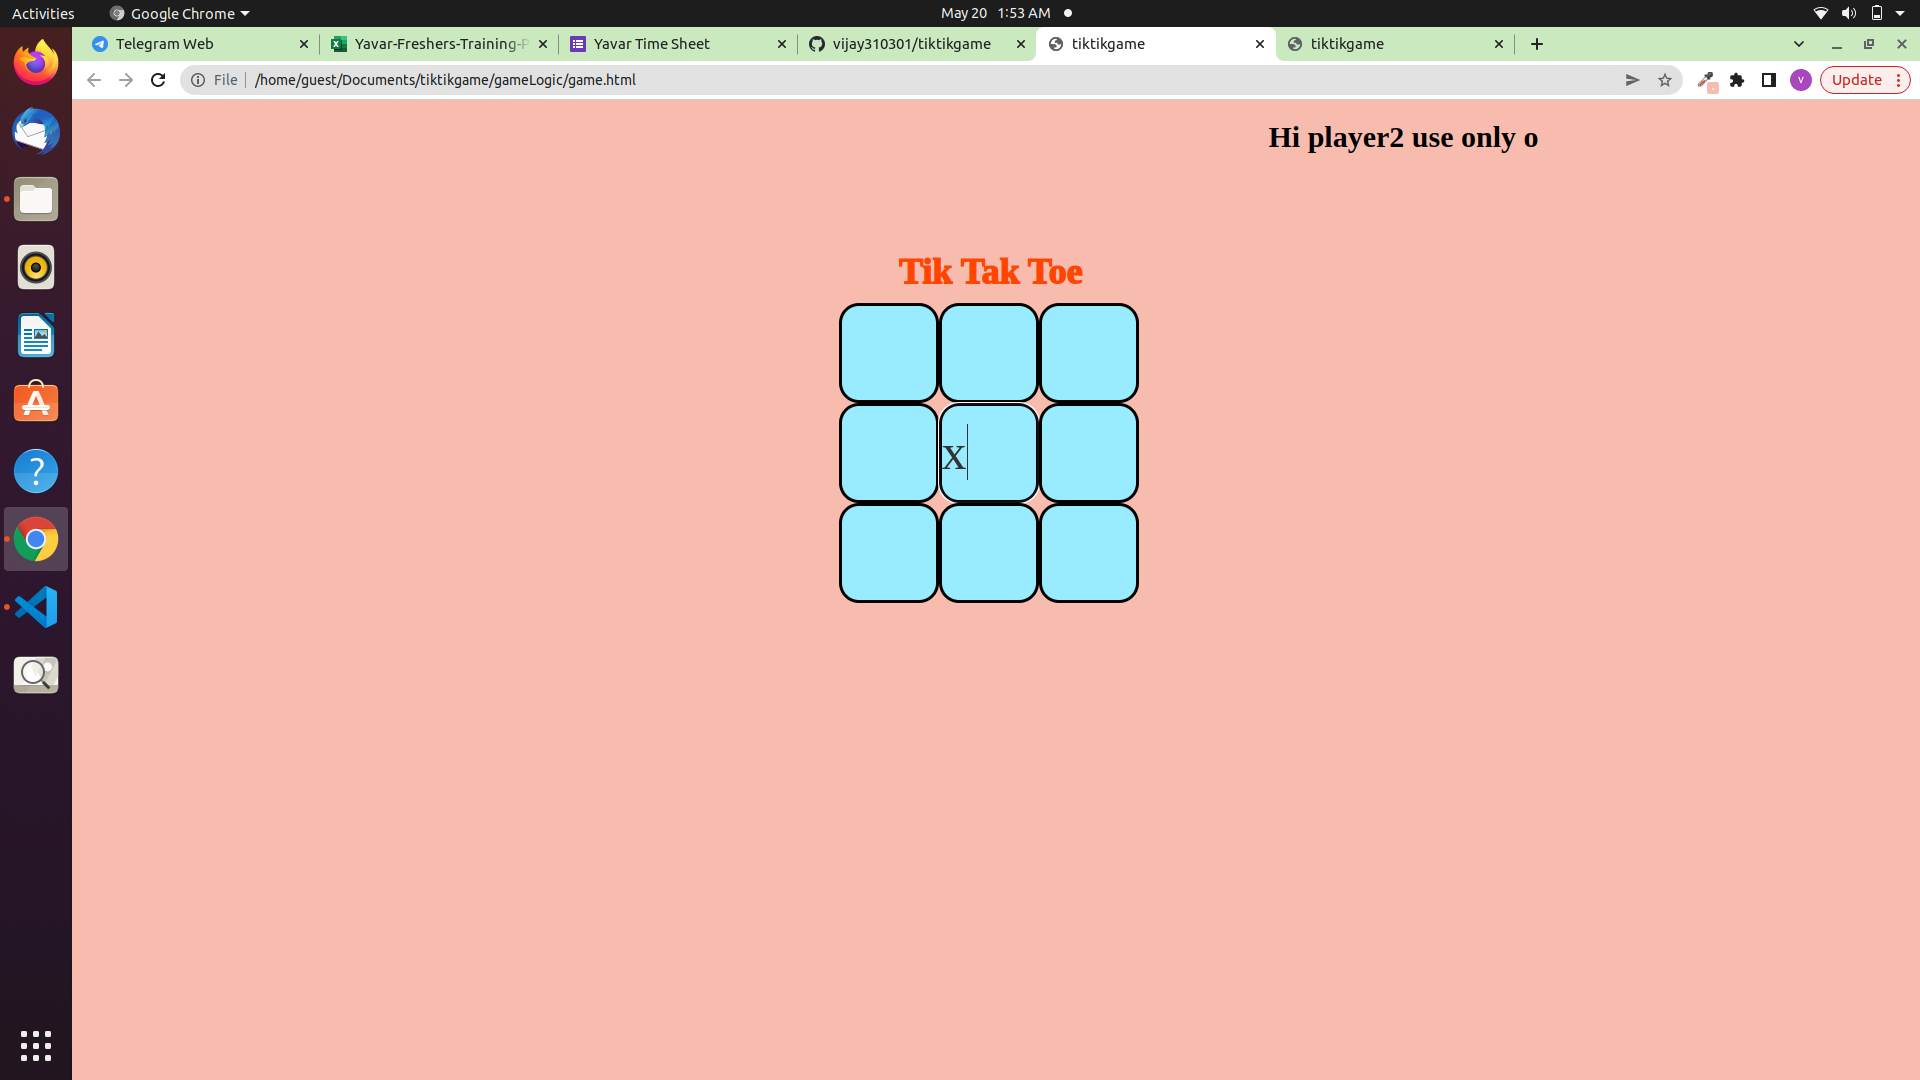 Activities Google Chrome May 20 1:53 AM
Telegram Web Yavar-Freshers-Training-P Yavar Time Sheet vijay310301/tiktikgame tiktikgame tiktikgame
File /home/guest/Documents/tiktikgame/gameLogic/game.html V Update
Hi player2 use only o
Tik Tak Toe
X